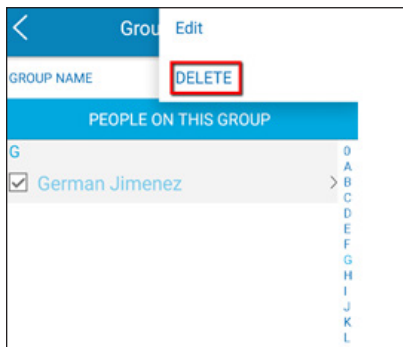 Grou
Edit
GROUP NAME
DELETE
PEOPLE ON THIS GROUP
G
German Jimenez
0
A
B
C
D
E
F
G
H
I
J
K
L